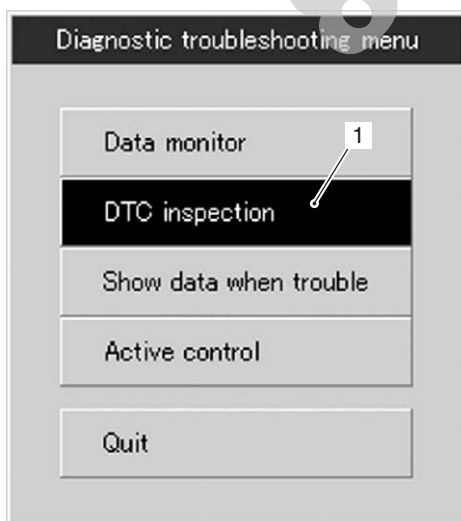 Diagnostic troubleshooting menu
Data monitor
1
DTC inspection
Show data when trouble
Active control
Quit